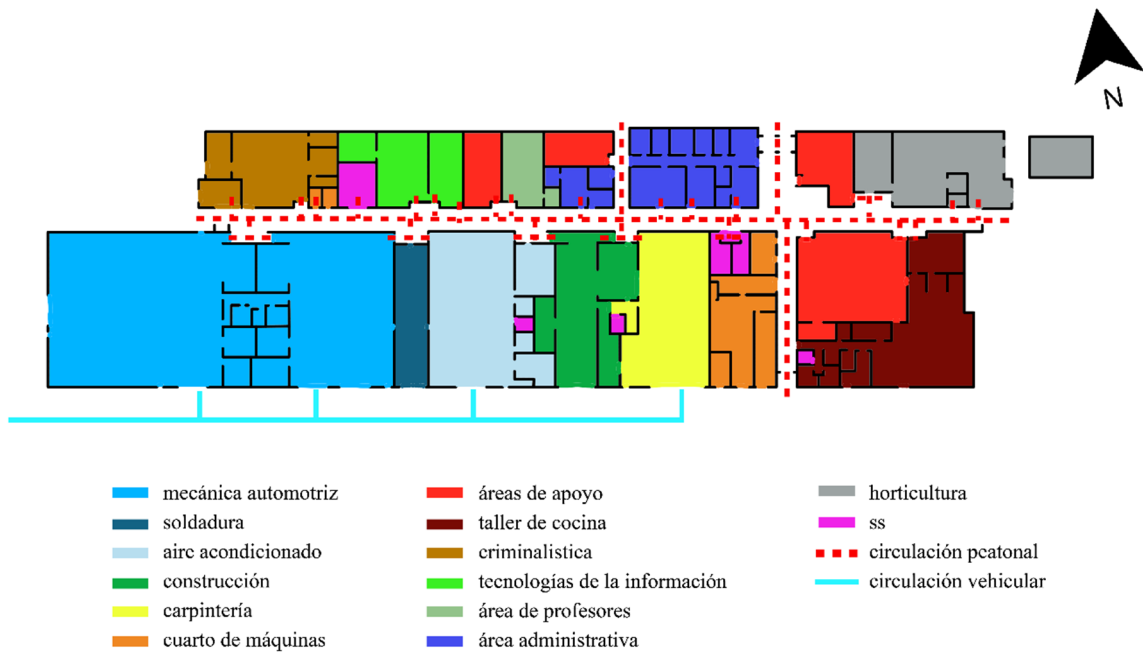 N
mecánica automotriz
soldadura
aire acondicionado
construcción
carpintería
cuarto de máquinas
áreas de apoyo
taller de cocina
criminalistica
tecnologías de la información
área de profesores
área administrativa
horticultura
ss
circulación peatonal
circulación vehicular